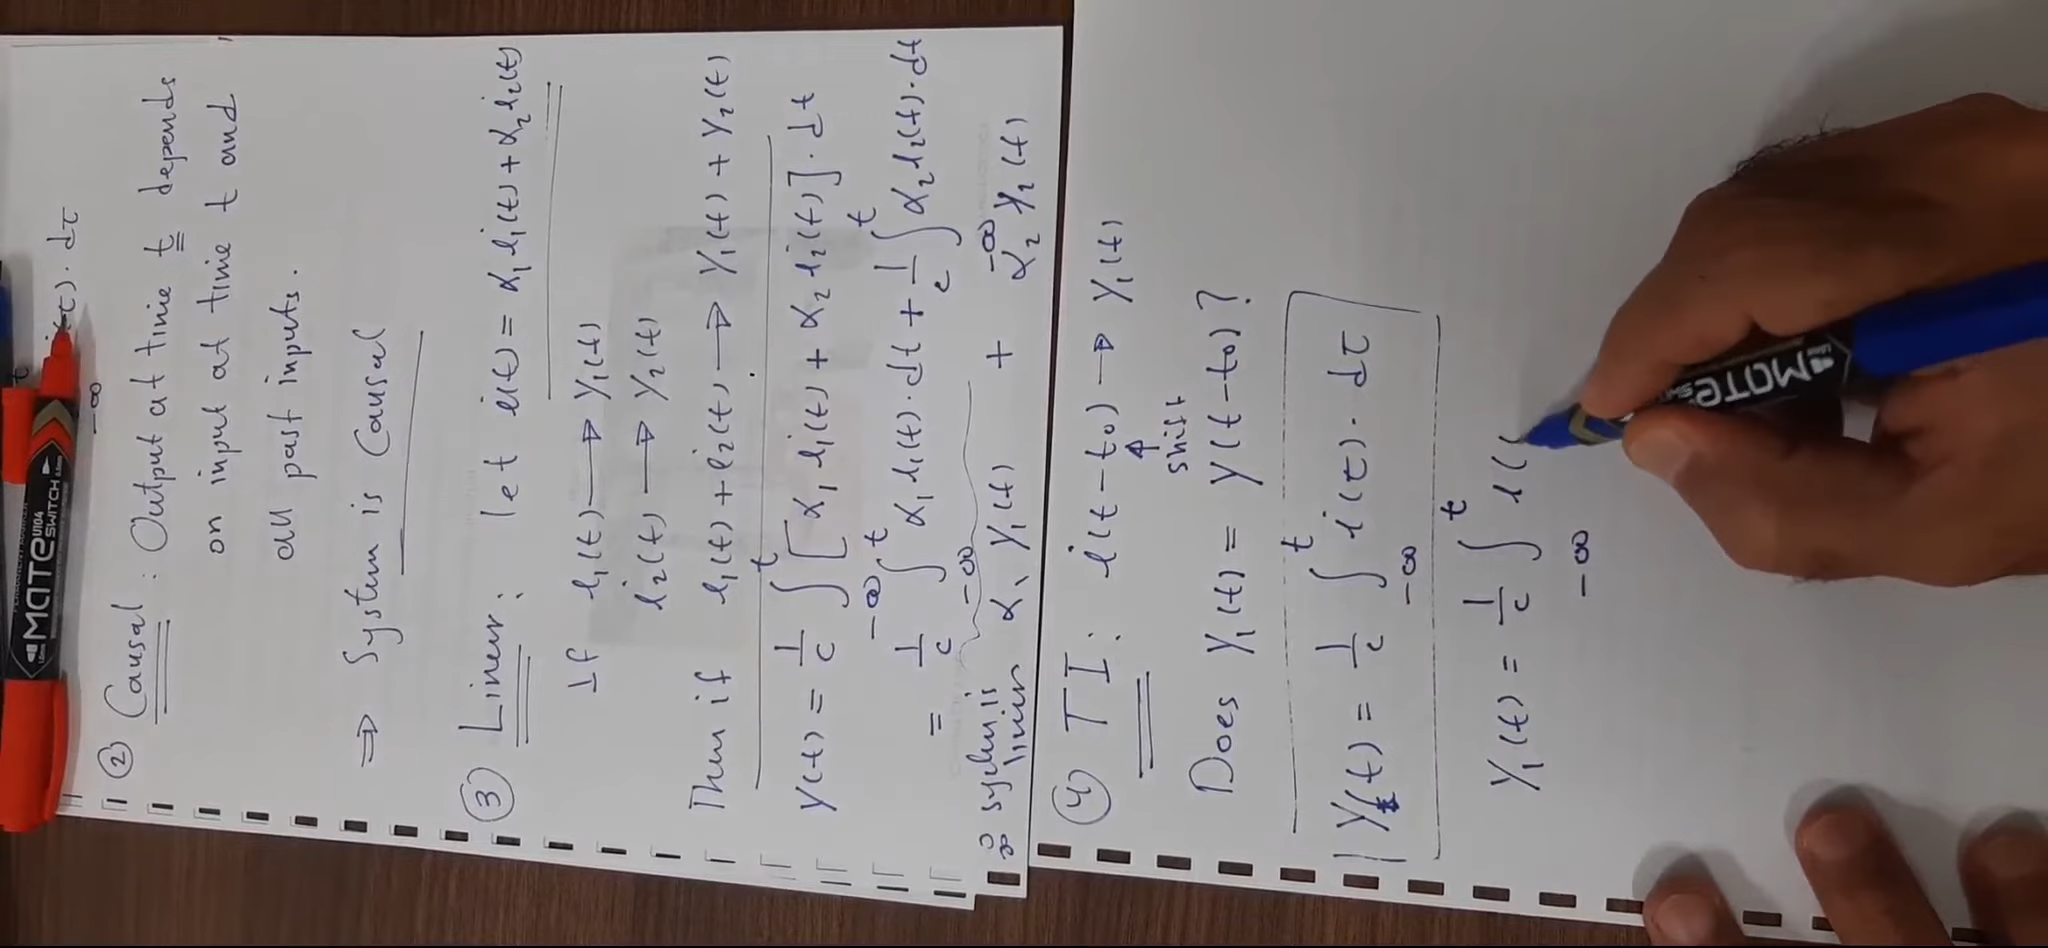 i(τ) · dτ
t
-∞
② Causal : Output at time t depends
on input at time t and
all past inputs.
⇒ System is Causal
③ Linear : let i(t) = α₁ i₁(t) + α₂ i₂(t)
If i₁(t) → y₁(t)
i₂(t) → y₂(t)
Then if i₁(t) + i₂(t) → y₁(t) + y₂(t)
y(t) = 1/c ∫_{-∞}^{t} [α₁ i₁(t) + α₂ i₂(t)] · dt
= 1/c ∫_{-∞}^{t} α₁ i₁(t) · dt + 1/c ∫_{-∞}^{t} α₂ i₂(t) · dt
α₁ y₁(t) + α₂ y₂(t)
∴ system is
linear
④ TI : i(t - t₀) → y₁(t)
↑
shift
Does y₁(t) = y(t - t₀) ?
y(t) = 1/c ∫_{-∞}^{t} i(τ) · dτ
y₁(t) = 1/c ∫_{-∞}^{t} i(
MATE
SWITCH
U104
MATE